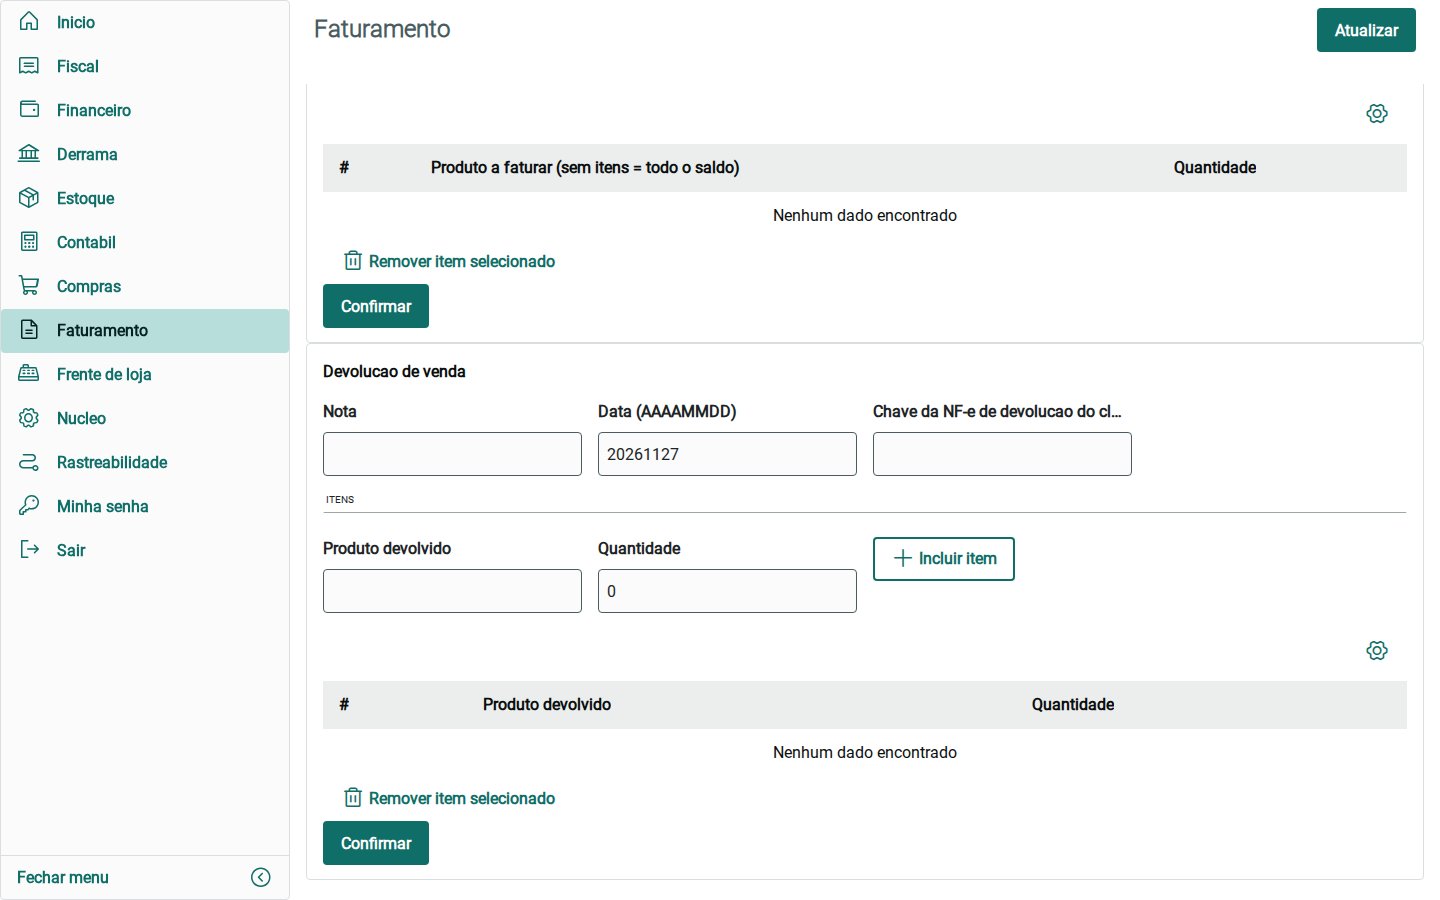 Inicio
Fiscal
Financeiro
Derrama
Estoque
Contabil
Compras
Faturamento
Frente de loja
Nucleo
Rastreabilidade
Minha senha
Sair
Fechar menu
Faturamento
Atualizar
# Produto a faturar (sem itens = todo o saldo) Quantidade
Nenhum dado encontrado
Remover item selecionado
Confirmar
Devolucao de venda
Nota Data (AAAAMMDD) Chave da NF-e de devolucao do cl...
20261127
ITENS
Produto devolvido Quantidade
Incluir item
0
# Produto devolvido Quantidade
Nenhum dado encontrado
Remover item selecionado
Confirmar